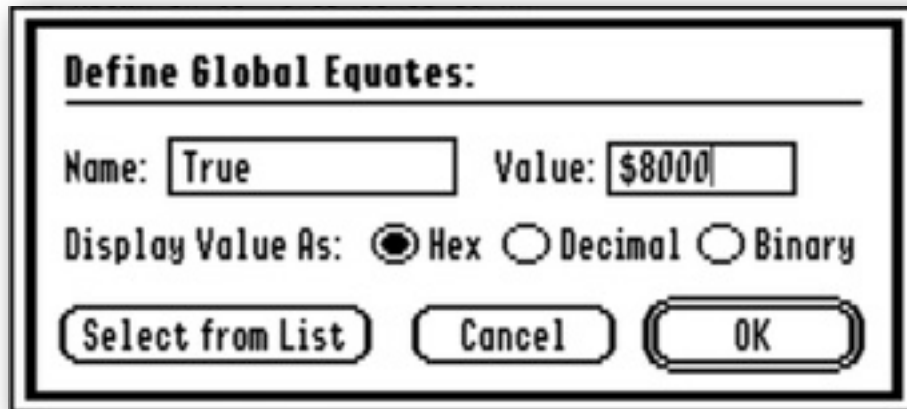 Define Global Equates:
Name: True Value: $8000
Display Value As: Hex Decimal Binary
Select from List Cancel OK